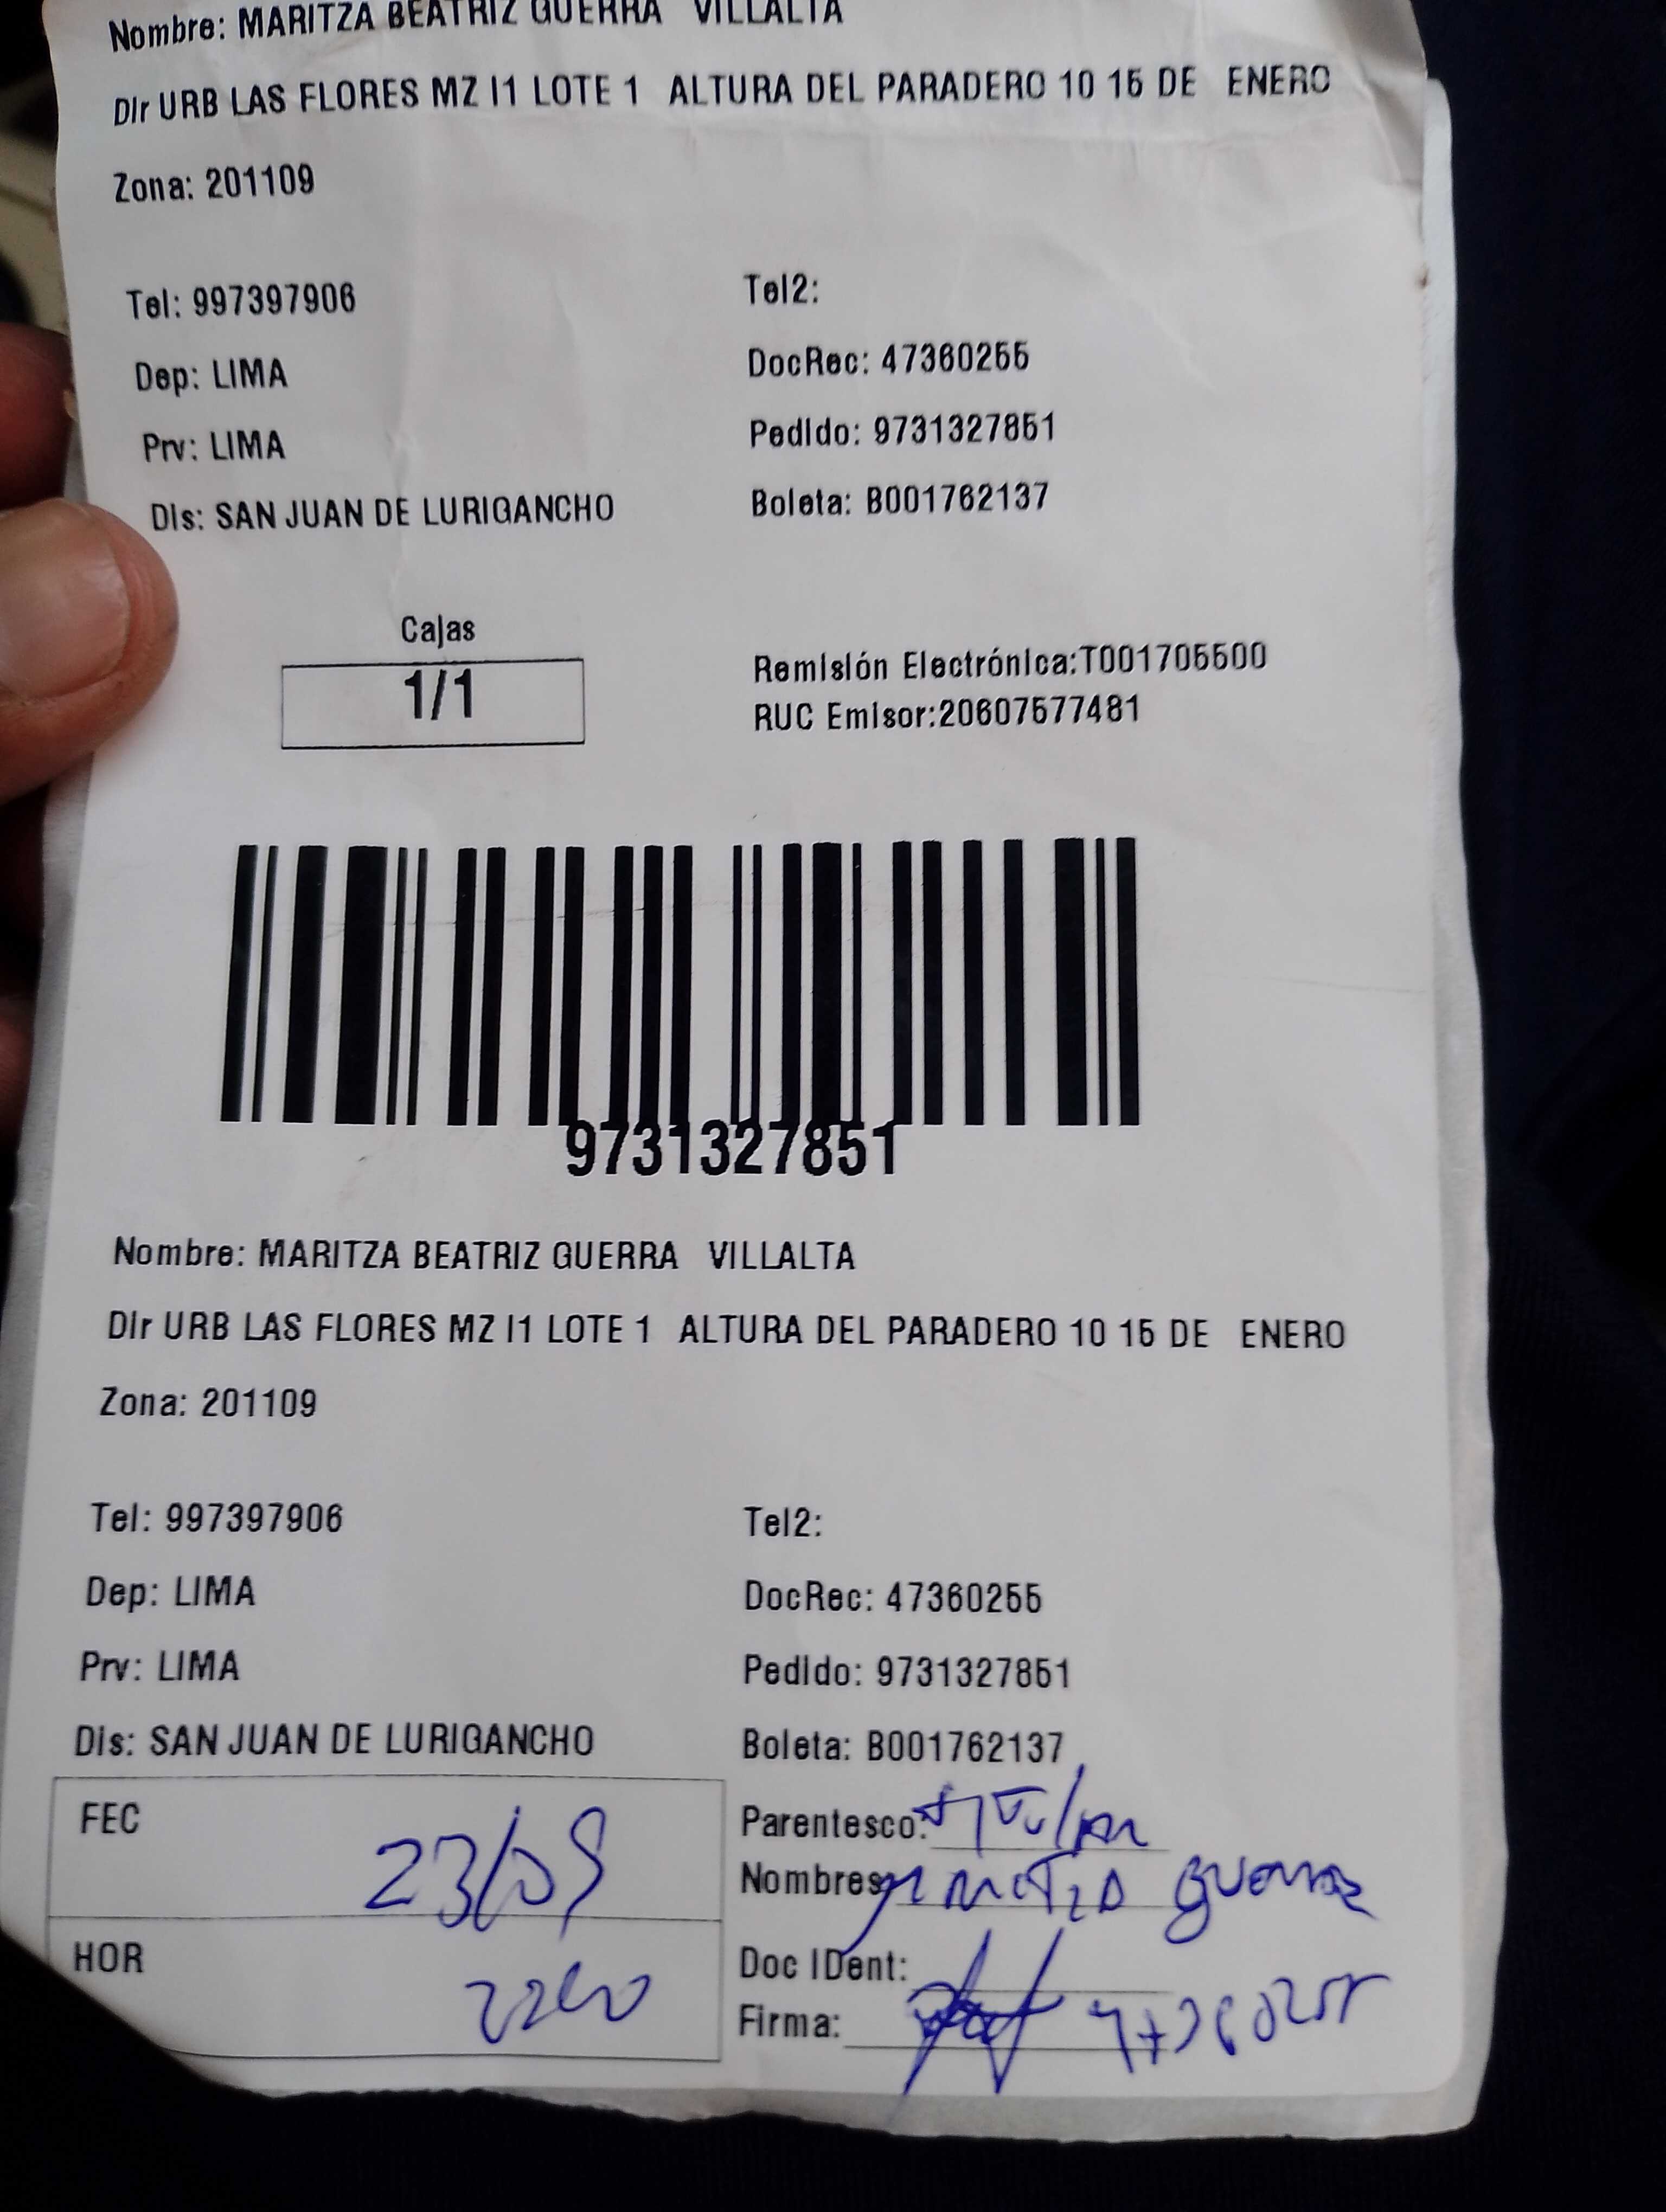 Nombre: MARITZA BEATRIZ GUERRA VILLALTA
Dir URB LAS FLORES MZ I1 LOTE 1 ALTURA DEL PARADERO 10 15 DE ENERO
Zona: 201109
Tel: 997397906 Tel2:
Dep: LIMA DocRec: 47360255
Prv: LIMA Pedido: 9731327851
Dis: SAN JUAN DE LURIGANCHO Boleta: B001762137
Cajas
1/1
Remisión Electrónica:T001705500
RUC Emisor:20607577481
9731327851
Nombre: MARITZA BEATRIZ GUERRA VILLALTA
Dir URB LAS FLORES MZ I1 LOTE 1 ALTURA DEL PARADERO 10 15 DE ENERO
Zona: 201109
Tel: 997397906 Tel2:
Dep: LIMA DocRec: 47360255
Prv: LIMA Pedido: 9731327851
Dis: SAN JUAN DE LURIGANCHO Boleta: B001762137
FEC 23/09
Parentesco: titular
Nombres: Guerra
HOR
Doc IDent:
Firma: 47360255